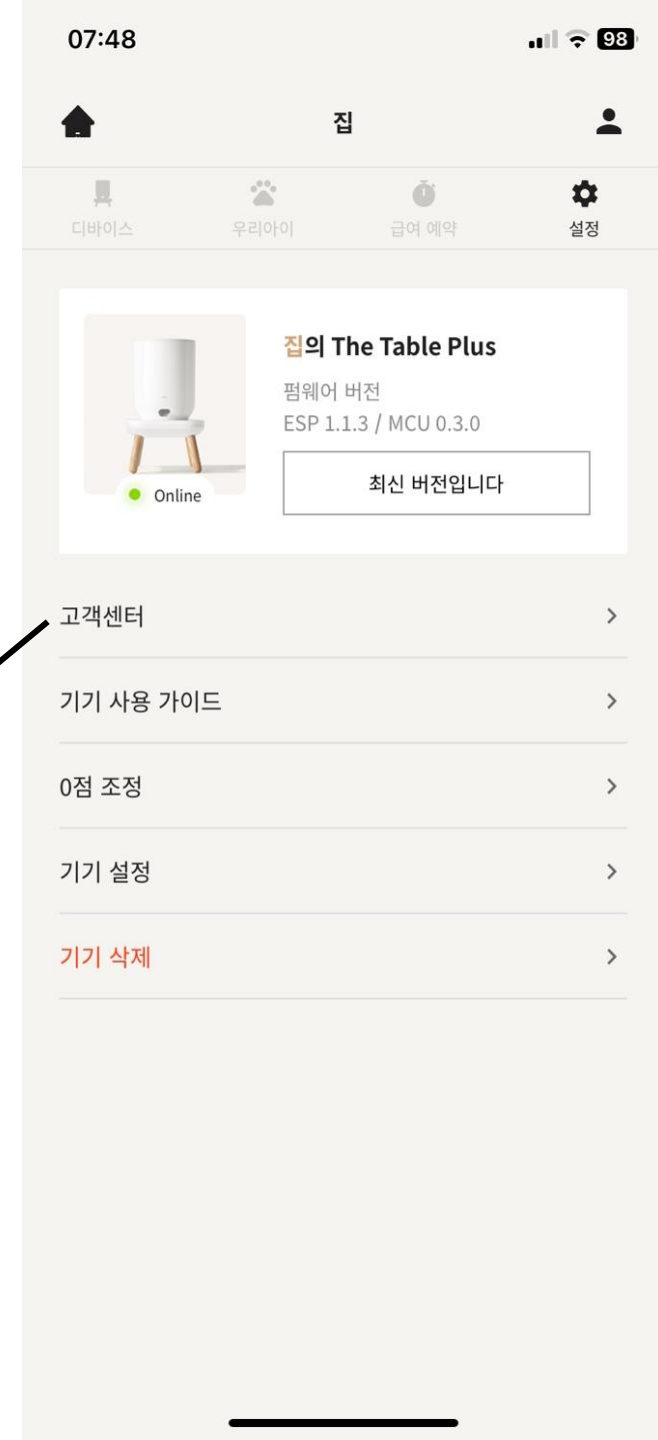 07:48
98
집
디바이스 우리아이 급여 예약 설정
집의 The Table Plus
펌웨어 버전
ESP 1.1.3 / MCU 0.3.0
Online
최신 버전입니다
고객센터
기기 사용 가이드
0점 조정
기기 설정
기기 삭제